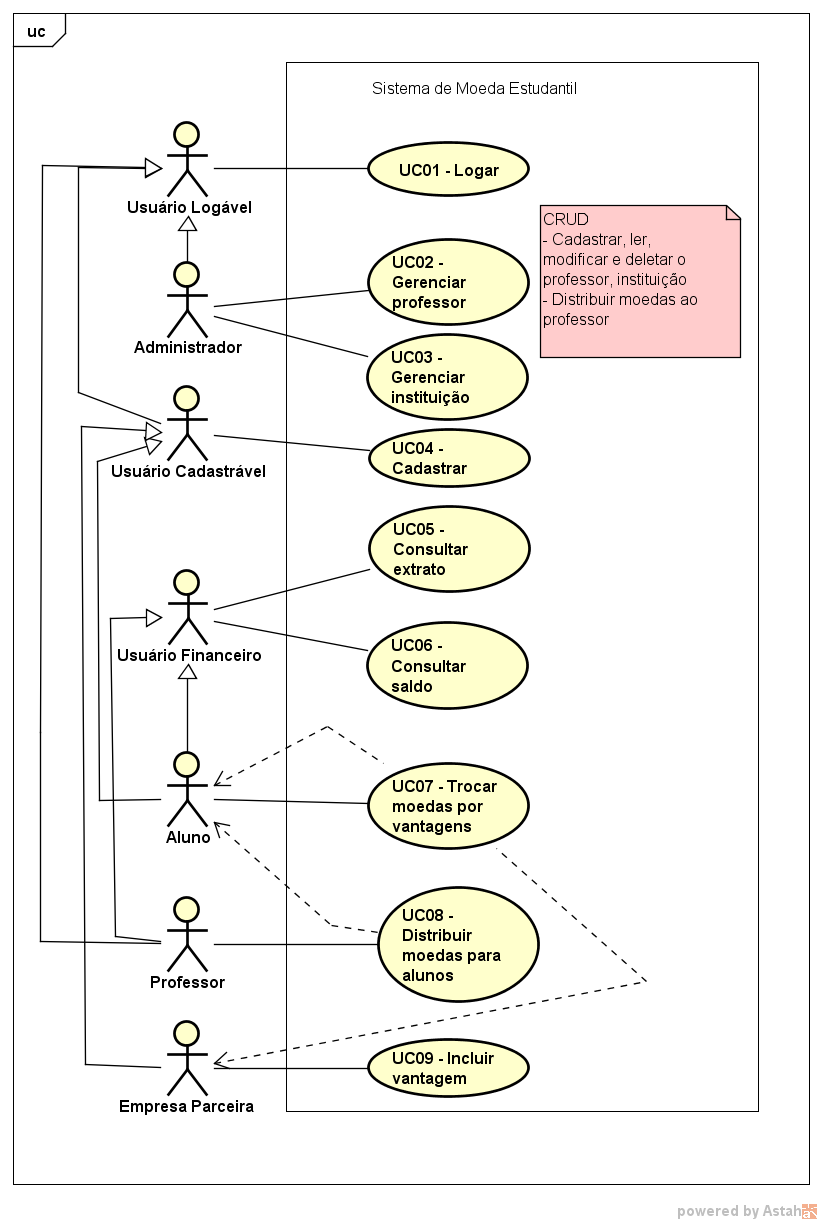 uc
Sistema de Moeda Estudantil
UC01 - Logar
Usuário Logável
CRUD
- Cadastrar, ler,
modificar e deletar o
professor, instituição
- Distribuir moedas ao
professor
UC02 -
Gerenciar
professor
Administrador
UC03 -
Gerenciar
instituição
UC04 -
Cadastrar
Usuário Cadastrável
UC05 -
Consultar
extrato
Usuário Financeiro
UC06 -
Consultar
saldo
UC07 - Trocar
moedas por
vantagens
Aluno
UC08 -
Distribuir
moedas para
alunos
Professor
UC09 - Incluir
vantagem
Empresa Parceira
powered by Astah